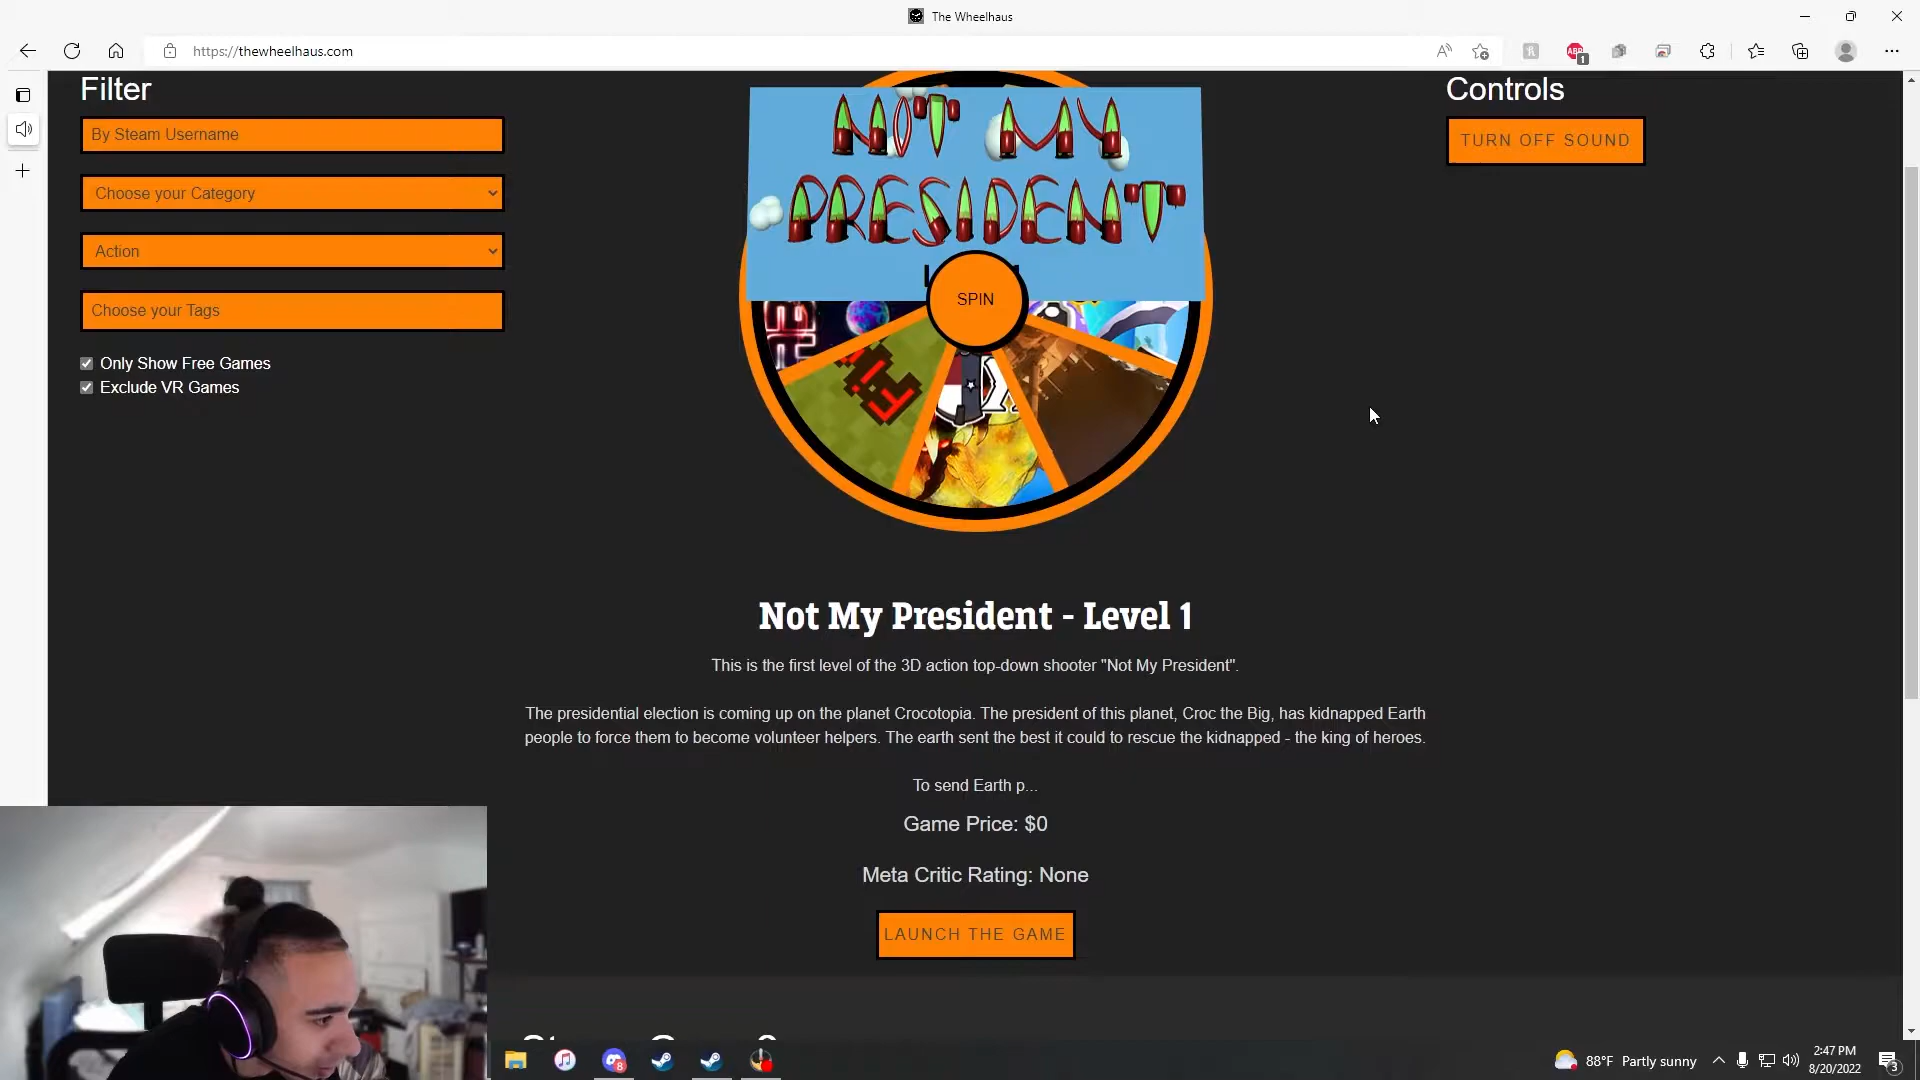 The Wheelhaus
https://thewheelhaus.com
ABP
1
Filter
By Steam Username
Choose your Category
Action
Choose your Tags
Only Show Free Games
Exclude VR Games
NOT MY
PRESIDENT
SPIN
Controls
TURN OFF SOUND
Not My President - Level 1
This is the first level of the 3D action top-down shooter "Not My President".
The presidential election is coming up on the planet Crocotopia. The president of this planet, Croc the Big, has kidnapped Earth
people to force them to become volunteer helpers. The earth sent the best it could to rescue the kidnapped - the king of heroes.
To send Earth p...
Game Price: $0
Meta Critic Rating: None
LAUNCH THE GAME
8
88°F Partly sunny
2:47 PM
8/20/2022
3